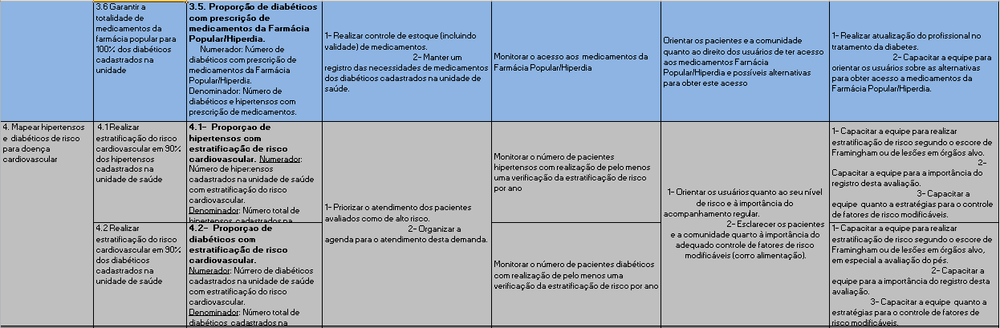 3.6 Garantir a
totalidade de
medicamentos da
farmácia popular para
100% dos diabéticos
cadastrados na
unidade
3.5. Proporção de diabéticos
com prescrição de
medicamentos da Farmácia
Popular/Hiperdia.
Numerador: Número de
diabéticos com prescrição de
medicamentos da Farmácia
Popular/Hiperdia.
Denominador: Número de
diabéticos e hipertensos com
prescrição de medicamentos.
1- Realizar controle de estoque (incluindo
validade) de medicamentos.
2- Manter um
registro das necessidades de medicamentos
dos diabéticos cadastrados na unidade de
saúde.
Monitorar o acesso aos medicamentos da
Farmácia Popular/Hiperdia
Orientar os pacientes e a comunidade
quanto ao direito dos usuários de ter acesso
aos medicamentos Farmácia
Popular/Hiperdia e possíveis alternativas
para obter este acesso
1- Realizar atualização do profissional no
tratamento da diabetes.
2- Capacitar a equipe para
orientar os usuários sobre as alternativas
para obter acesso a medicamentos da
Farmácia Popular/Hiperdia.
4. Mapear hipertensos
e diabéticos de risco
para doença
cardiovascular
4.1 Realizar
estratificação do risco
cardiovascular em 90%
dos hipertensos
cadastrados na
unidade de saúde
4.1- Proporçao de
hipertensos com
estratificação de risco
cardiovascular. Numerador:
Número de hipertensos
cadastrados na unidade de saúde
com estratificação do risco
cardiovascular.
Denominador: Número total de
hipertensos cadastrados na
1- Priorizar o atendimento dos pacientes
avaliados como de alto risco.
2- Organizar a
agenda para o atendimento desta demanda.
Monitorar o número de pacientes
hipertensos com realização de pelo menos
uma verificação da estratificação de risco
por ano
1- Orientar os usuários quanto ao seu nível
de risco e à importância do
acompanhamento regular.
2- Esclarecer os pacientes
e a comunidade quanto à importância do
adequado controle de fatores de risco
modificáveis (como alimentação).
1- Capacitar a equipe para realizar
estratificação de risco segundo o escore de
Framingham ou de lesões em órgãos alvo.
2-
Capacitar a equipe para a importância do
registro desta avaliação.
3- Capacitar a
equipe quanto a estratégias para o controle
de fatores de risco modificáveis.
4.2 Realizar
estratificação do risco
cardiovascular em 90%
dos diabéticos
cadastrados na
unidade de saúde
4.2- Proporçao de
diabéticos com
estratificação de risco
cardiovascular.
Numerador: Número de diabéticos
cadastrados na unidade de saúde
com estratificação do risco
cardiovascular.
Denominador: Número total de
diabéticos cadastrados na
Monitorar o número de pacientes diabéticos
com realização de pelo menos uma
verificação da estratificação de risco por ano
1- Capacitar a equipe para realizar
estratificação de risco segundo o escore de
Framingham ou de lesões em órgãos alvo,
em especial a avaliação do pés.
2- Capacitar a
equipe para a importância do registro desta
avaliação.
3- Capacitar a equipe quanto a
estratégias para o controle de fatores de
risco modificáveis.